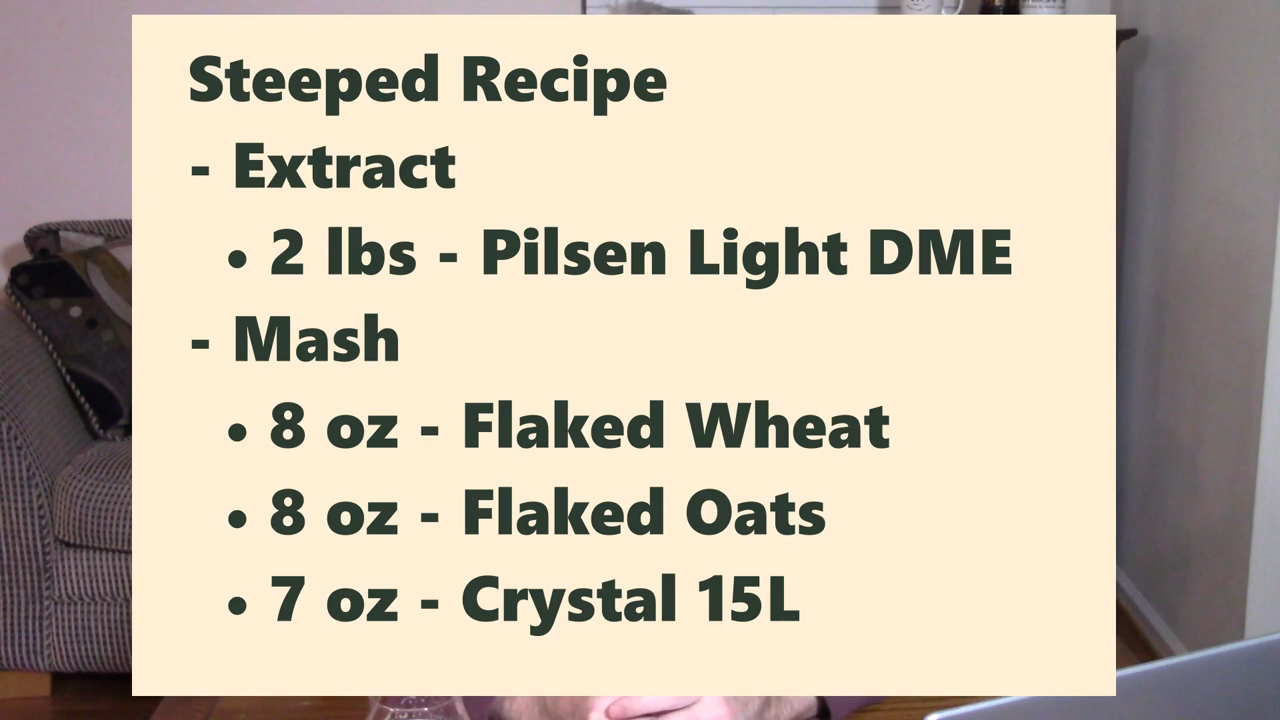 Steeped Recipe
- Extract
• 2 lbs - Pilsen Light DME
- Mash
• 8 oz - Flaked Wheat
• 8 oz - Flaked Oats
• 7 oz - Crystal 15L